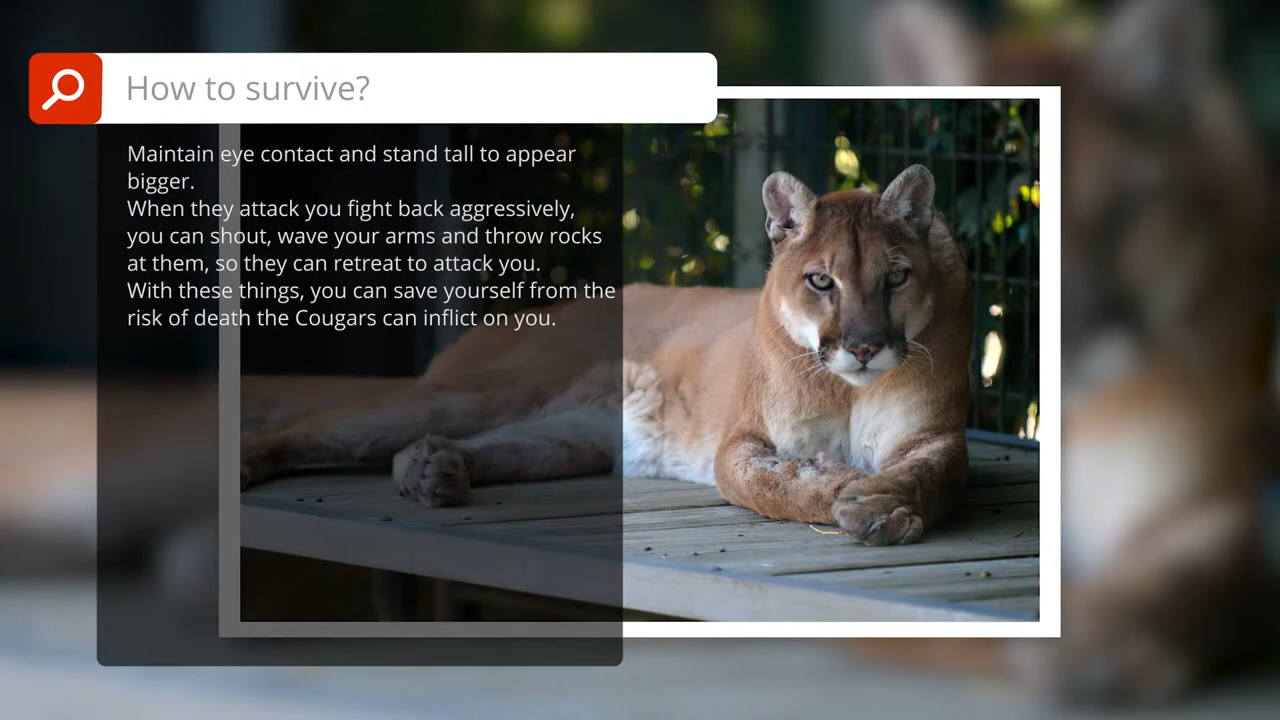 How to survive?
Maintain eye contact and stand tall to appear
bigger.
When they attack you fight back aggressively,
you can shout, wave your arms and throw rocks
at them, so they can retreat to attack you.
With these things, you can save yourself from the
risk of death the Cougars can inflict on you.